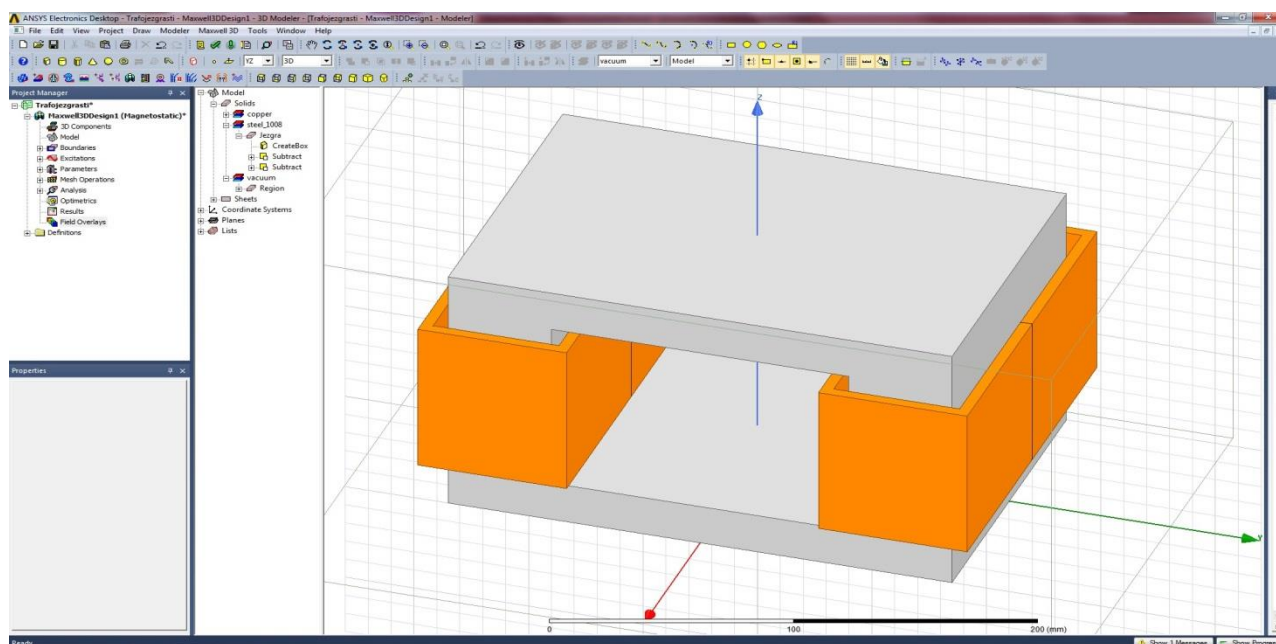 ANSYS Electronics Desktop - Trafojezgrasti - Maxwell3DDesign1 - 3D Modeler - [Trafojezgrasti - Maxwell3DDesign1 - Modeler]
File Edit View Project Draw Modeler Maxwell 3D Tools Window Help
YZ 3D vacuum Model
Project Manager
Trafojezgrasti*
Maxwell3DDesign1 (Magnetostatic)*
3D Components
Model
Boundaries
Excitations
Parameters
Mesh Operations
Analysis
Optimetrics
Results
Field Overlays
Definitions
Properties
Model
Solids
copper
steel_1008
Jezgra
CreateBox
Subtract
Subtract
vacuum
Region
Sheets
Coordinate Systems
Planes
Lists
Z
Y
0 100 200 (mm)
Ready
Show 1 Messages Show Progress